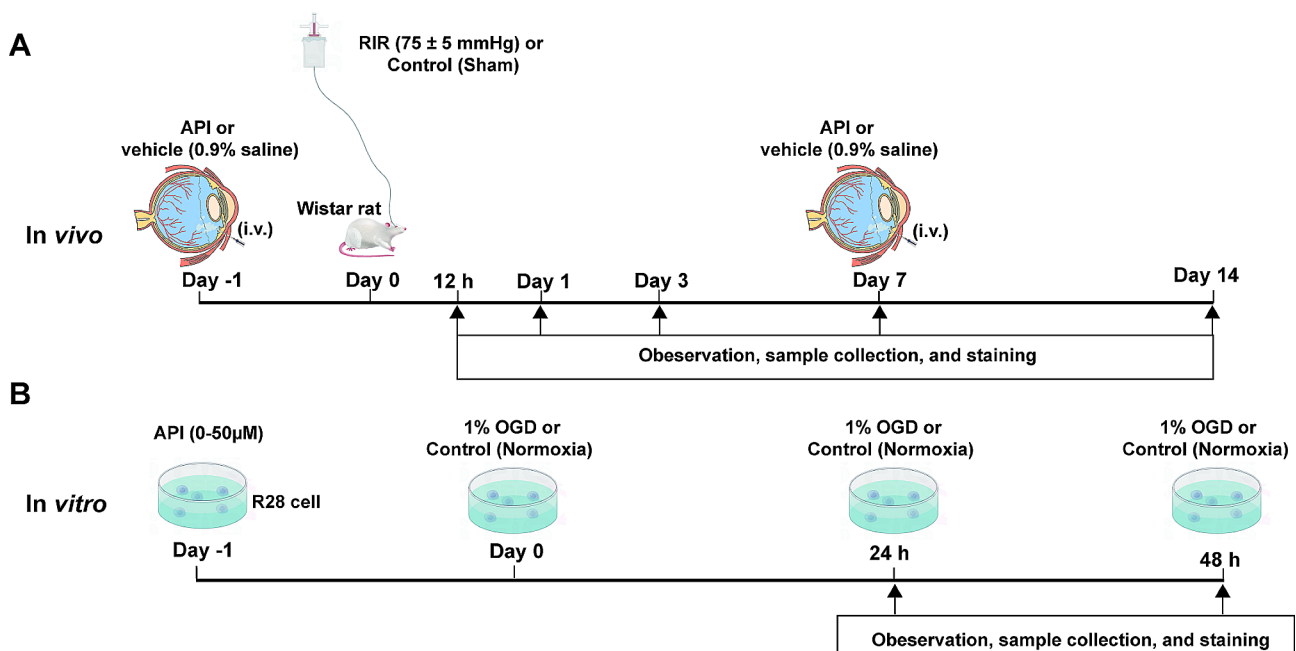 A
RIR (75 ± 5 mmHg) or
Control (Sham)
API or
vehicle (0.9% saline)
(i.v.)
Wistar rat
API or
vehicle (0.9% saline)
(i.v.)
In vivo
Day -1
Day 0
12 h
Day 1
Day 3
Day 7
Day 14
Obeservation, sample collection, and staining
B
API (0-50μM)
R28 cell
1% OGD or
Control (Normoxia)
1% OGD or
Control (Normoxia)
1% OGD or
Control (Normoxia)
In vitro
Day -1
Day 0
24 h
48 h
Obeservation, sample collection, and staining